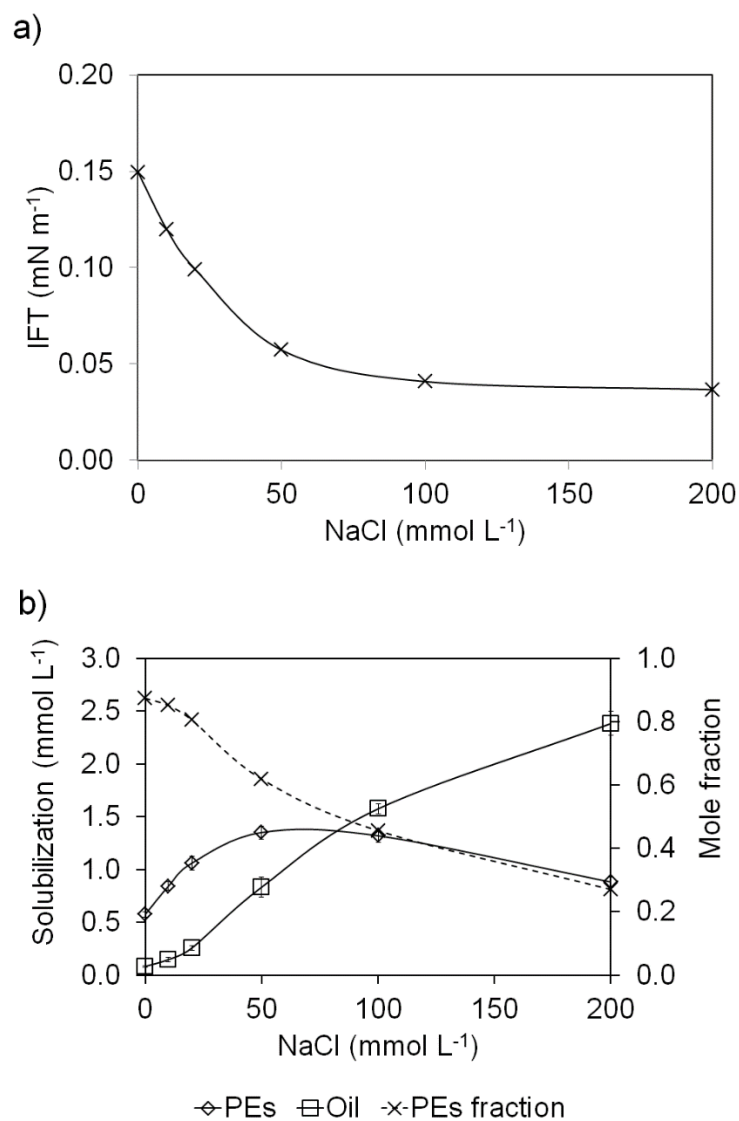 a)
0.20
0.15
0.10
0.05
0.00
IFT (mN m⁻¹)
0 50 100 150 200
NaCl (mmol L⁻¹)
b)
3.0 1.0
2.5 0.8
2.0
1.5 0.6
1.0 0.4
0.5 0.2
0.0 0.0
Solubilization (mmol L⁻¹)
Mole fraction
0 50 100 150 200
NaCl (mmol L⁻¹)
PEs Oil PEs fraction